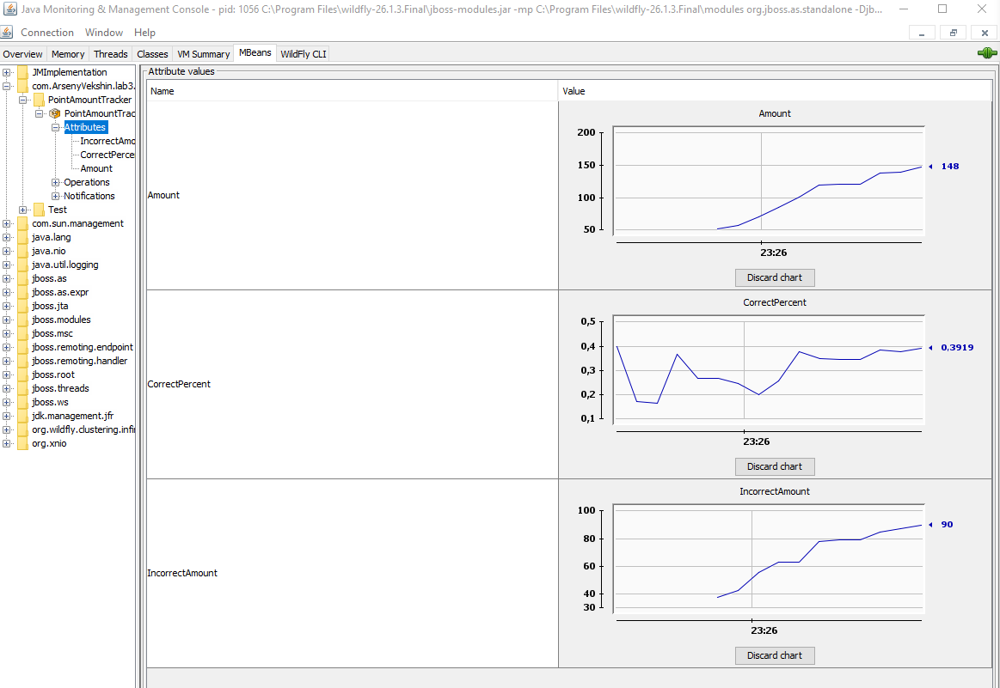 Java Monitoring & Management Console - pid: 1056 C:\Program Files\wildfly-26.1.3.Final\jboss-modules.jar -mp C:\Program Files\wildfly-26.1.3.Final\modules org.jboss.as.standalone -Djb...
Connection Window Help
Overview Memory Threads Classes VM Summary MBeans WildFly CLI
JMImplementation
com.ArsenyVekshin.lab3.
PointAmountTracker
PointAmountTrac
Attributes
IncorrectAmo
CorrectPerce
Amount
Operations
Notifications
Test
com.sun.management
java.lang
java.nio
java.util.logging
jboss.as
jboss.as.expr
jboss.jta
jboss.modules
jboss.msc
jboss.remoting.endpoint
jboss.remoting.handler
jboss.root
jboss.threads
jboss.ws
jdk.management.jfr
org.wildfly.clustering.infi
org.xnio
Attribute values
Name Value
Amount
Amount
200
150
100
50
148
23:26
Discard chart
CorrectPercent
CorrectPercent
0,5
0,4
0,3
0,2
0,1
0,3919
23:26
Discard chart
IncorrectAmount
IncorrectAmount
100
80
60
40
30
90
23:26
Discard chart